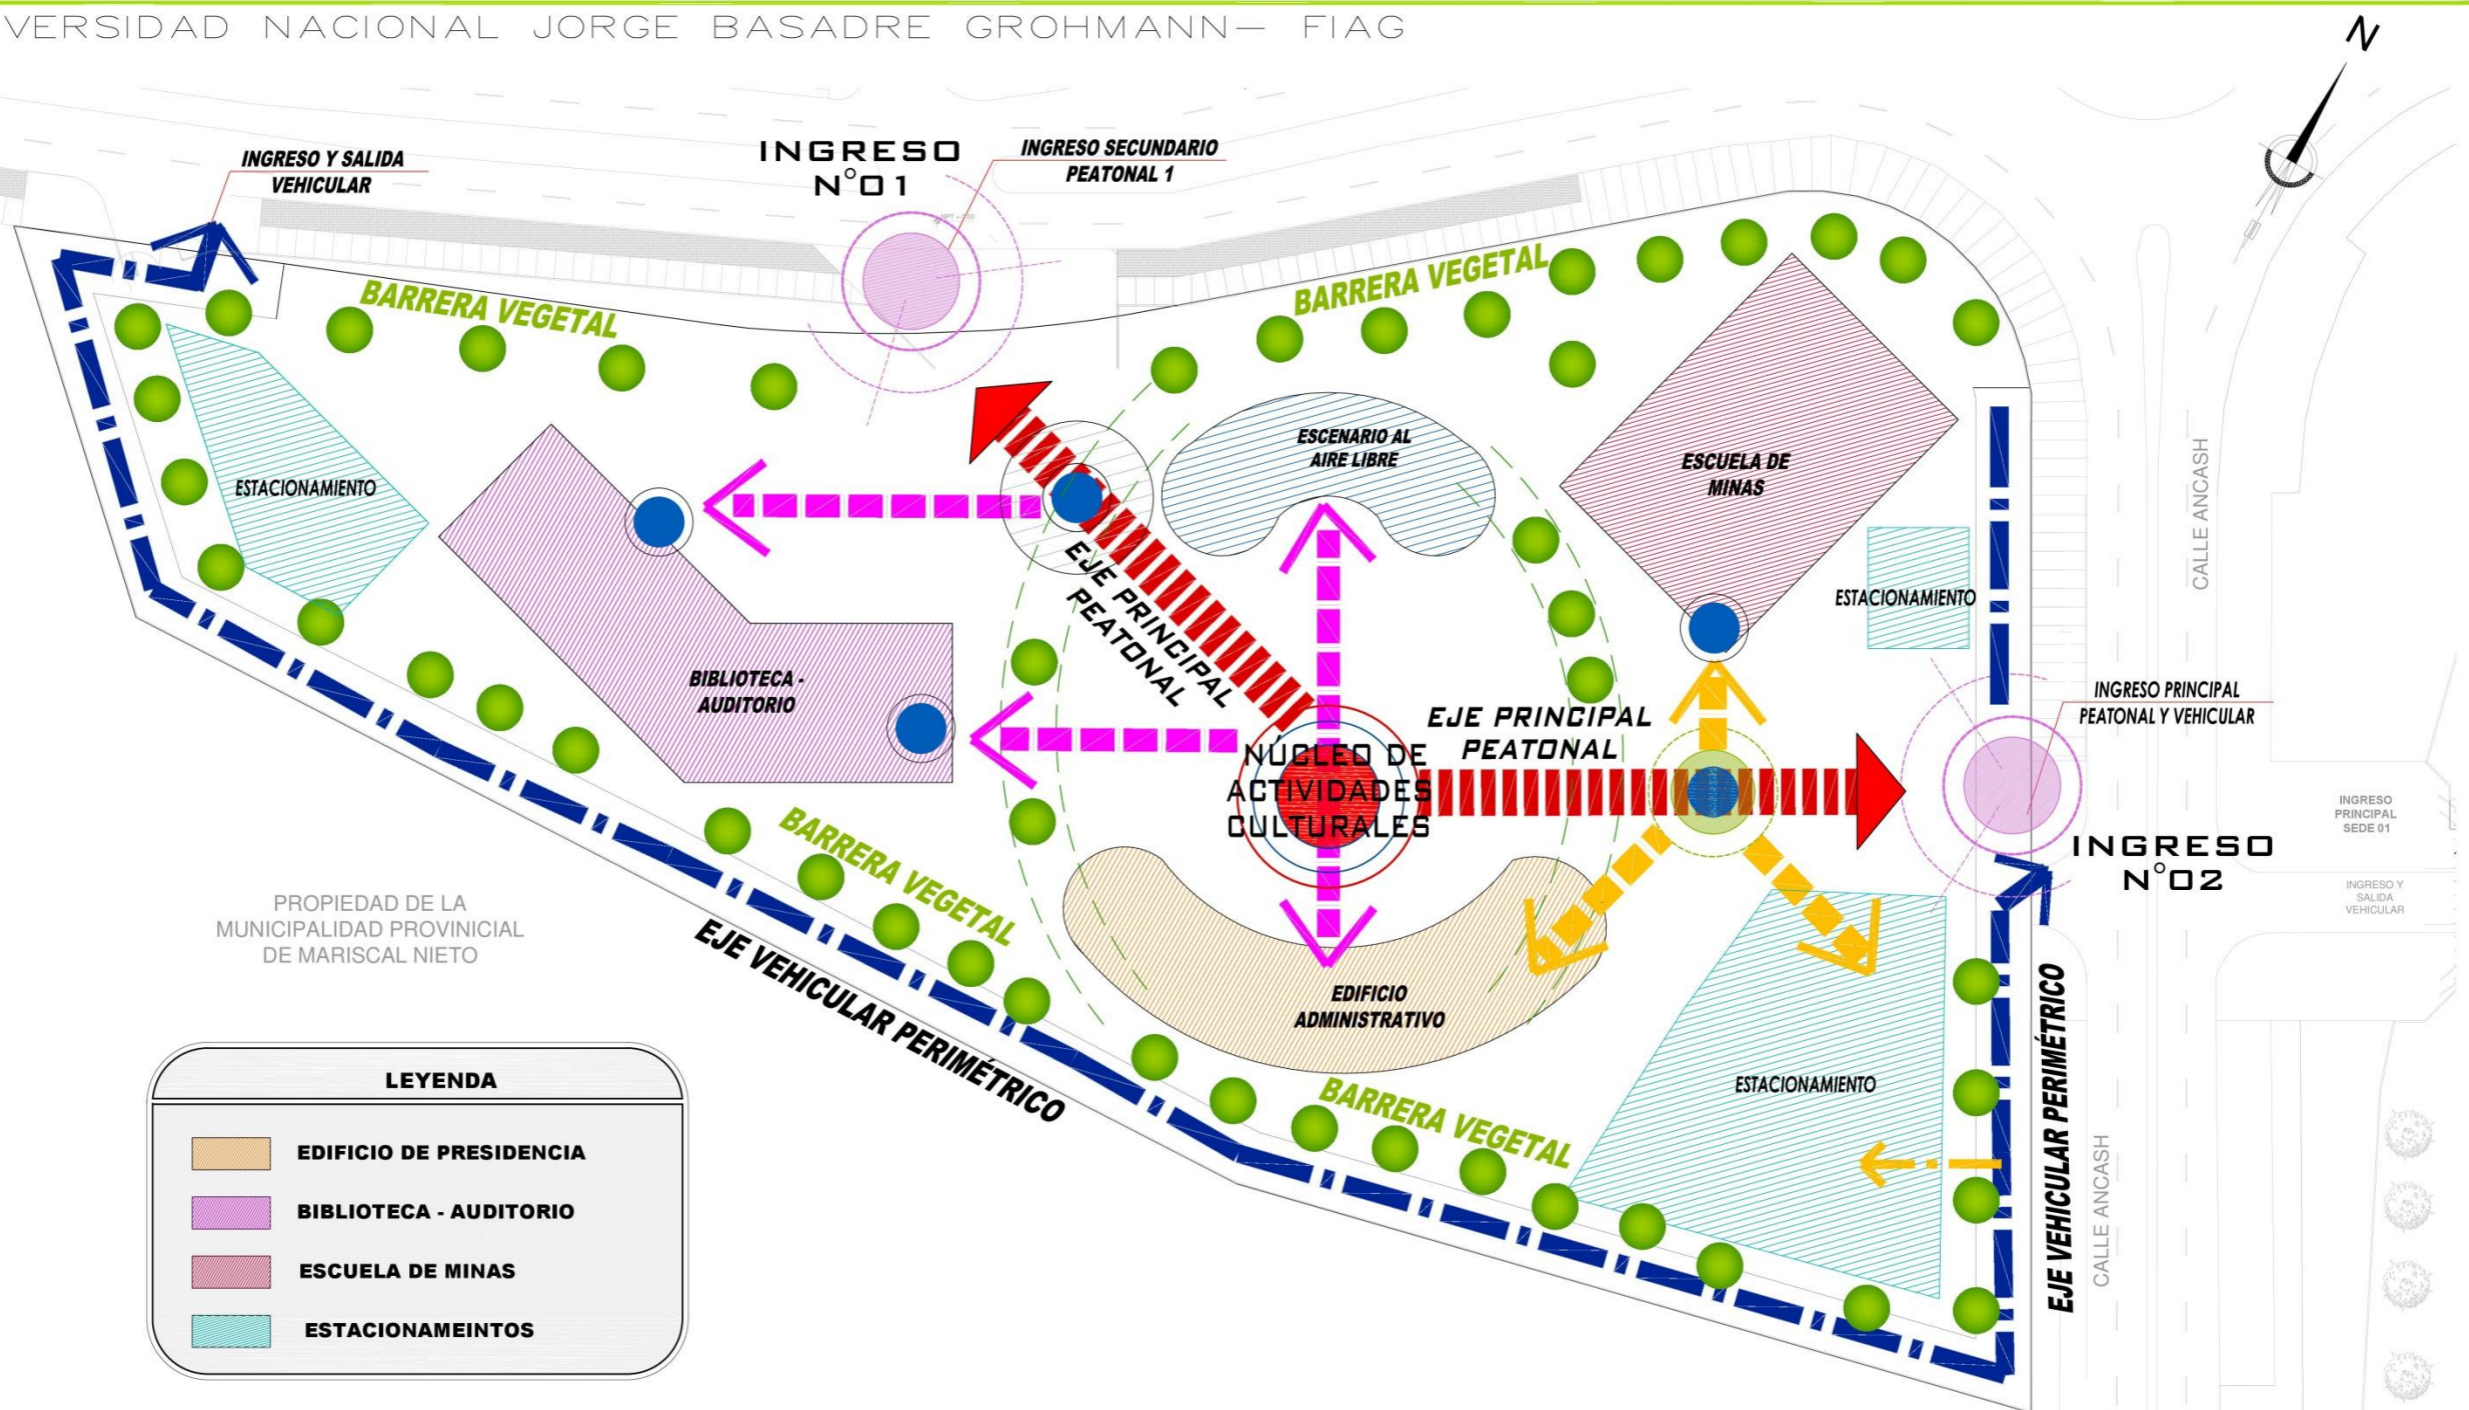 VERSIDAD NACIONAL JORGE BASADRE GROHMANN- FIAG
N
INGRESO Y SALIDA
VEHICULAR
INGRESO
N°01
INGRESO SECUNDARIO
PEATONAL 1
BARRERA VEGETAL
BARRERA VEGETAL
ESCENARIO AL
AIRE LIBRE
ESCUELA DE
MINAS
ESTACIONAMIENTO
CALLE ANCASH
EJE PRINCIPAL
PEATONAL
ESTACIONAMIENTO
BIBLIOTECA -
AUDITORIO
EJE PRINCIPAL
PEATONAL
INGRESO PRINCIPAL
PEATONAL Y VEHICULAR
NÚCLEO DE
ACTIVIDADES
CULTURALES
INGRESO
PRINCIPAL
SEDE 01
INGRESO
N°02
INGRESO Y
SALIDA
VEHICULAR
BARRERA VEGETAL
PROPIEDAD DE LA
MUNICIPALIDAD PROVINICIAL
DE MARISCAL NIETO
EJE VEHICULAR PERIMÉTRICO
EDIFICIO
ADMINISTRATIVO
ESTACIONAMIENTO
BARRERA VEGETAL
EJE VEHICULAR PERIMÉTRICO
CALLE ANCASH
LEYENDA
EDIFICIO DE PRESIDENCIA
BIBLIOTECA - AUDITORIO
ESCUELA DE MINAS
ESTACIONAMEINTOS